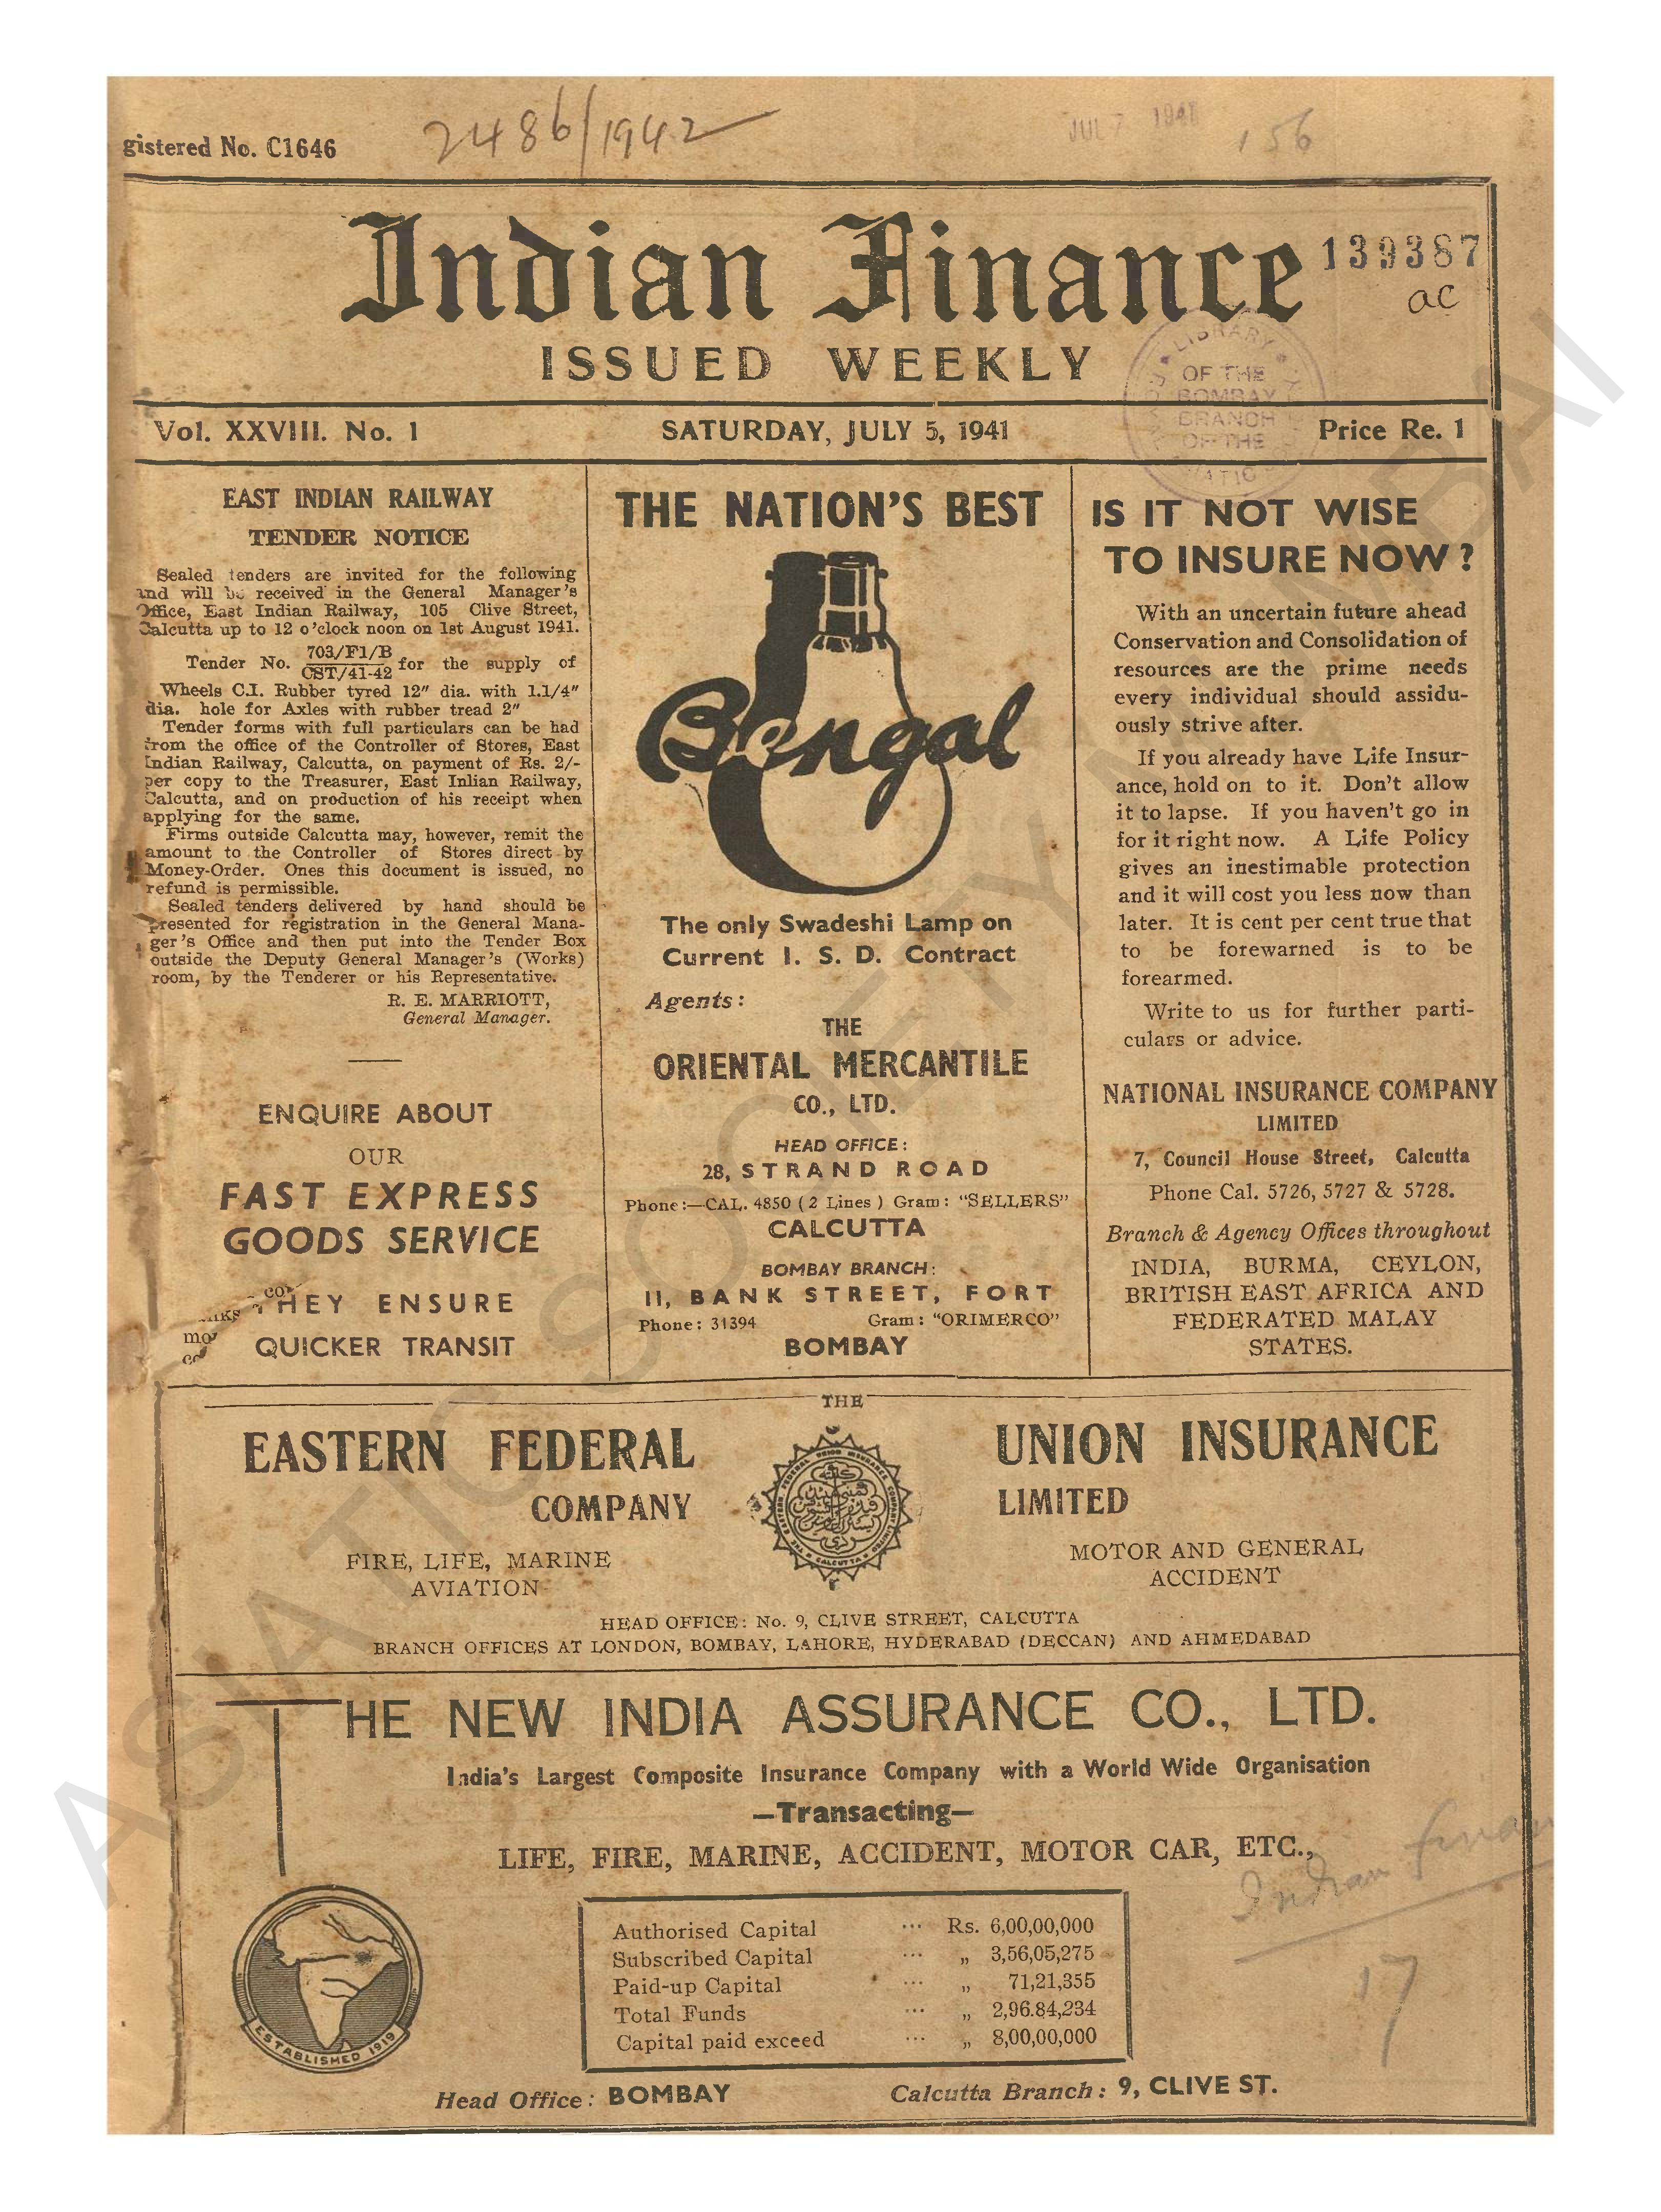 gistered No. C1646
2486/1942
JUL 7 1941
156
Indian Finance
139387
ac
ISSUED WEEKLY
LIBRARY
OF THE
BOMBAY
BRANCH
OF THE
Vol. XXVIII. No. 1
SATURDAY, JULY 5, 1941
Price Re. 1
EAST INDIAN RAILWAY
TENDER NOTICE
Sealed tenders are invited for the following
and will be received in the General Manager's
Office, East Indian Railway, 105 Clive Street,
Calcutta up to 12 o'clock noon on 1st August 1941.
Tender No. 703/F1/B
CST/41-42 for the supply of
Wheels C.I. Rubber tyred 12" dia. with 1.1/4"
dia. hole for Axles with rubber tread 2"
Tender forms with full particulars can be had
from the office of the Controller of Stores, East
Indian Railway, Calcutta, on payment of Rs. 2/-
per copy to the Treasurer, East Inlian Railway,
Calcutta, and on production of his receipt when
applying for the same.
Firms outside Calcutta may, however, remit the
amount to the Controller of Stores direct by
Money-Order. Ones this document is issued, no
refund is permissible.
Sealed tenders delivered by hand should be
presented for registration in the General Mana-
ger's Office and then put into the Tender Box
outside the Deputy General Manager's (Works)
room, by the Tenderer or his Representative.
R. E. MARRIOTT,
General Manager.
ENQUIRE ABOUT
OUR
FAST EXPRESS
GOODS SERVICE
THEY ENSURE
QUICKER TRANSIT
THE NATION'S BEST
Bengal
The only Swadeshi Lamp on
Current I. S. D. Contract
Agents:
THE
ORIENTAL MERCANTILE
CO., LTD.
HEAD OFFICE:
28, STRAND ROAD
Phone:—CAL. 4850 ( 2 Lines ) Gram: "SELLERS"
CALCUTTA
BOMBAY BRANCH:
11, BANK STREET, FORT
Phone: 31394 Gram: "ORIMERCO"
BOMBAY
IS IT NOT WISE
TO INSURE NOW ?
With an uncertain future ahead
Conservation and Consolidation of
resources are the prime needs
every individual should assidu-
ously strive after.
If you already have Life Insur-
ance, hold on to it. Don't allow
it to lapse. If you haven't go in
for it right now. A Life Policy
gives an inestimable protection
and it will cost you less now than
later. It is cent per cent true that
to be forewarned is to be
forearmed.
Write to us for further parti-
culars or advice.
NATIONAL INSURANCE COMPANY
LIMITED
7, Council House Street, Calcutta
Phone Cal. 5726, 5727 & 5728.
Branch & Agency Offices throughout
INDIA, BURMA, CEYLON,
BRITISH EAST AFRICA AND
FEDERATED MALAY
STATES.
THE
EASTERN FEDERAL UNION INSURANCE
COMPANY LIMITED
FIRE, LIFE, MARINE
AVIATION
MOTOR AND GENERAL
ACCIDENT
HEAD OFFICE: No. 9, CLIVE STREET, CALCUTTA
BRANCH OFFICES AT LONDON, BOMBAY, LAHORE, HYDERABAD (DECCAN) AND AHMEDABAD
THE NEW INDIA ASSURANCE CO., LTD.
India's Largest Composite Insurance Company with a World Wide Organisation
—Transacting—
LIFE, FIRE, MARINE, ACCIDENT, MOTOR CAR, ETC.,
Indian finan
17
ESTABLISHED 1919
Authorised Capital ... Rs. 6,00,00,000
Subscribed Capital ... „ 3,56,05,275
Paid-up Capital ... „ 71,21,355
Total Funds ... „ 2,96.84,234
Capital paid exceed ... „ 8,00,00,000
Head Office: BOMBAY
Calcutta Branch: 9, CLIVE ST.
ASIATIC SOCIETY MUMBAI